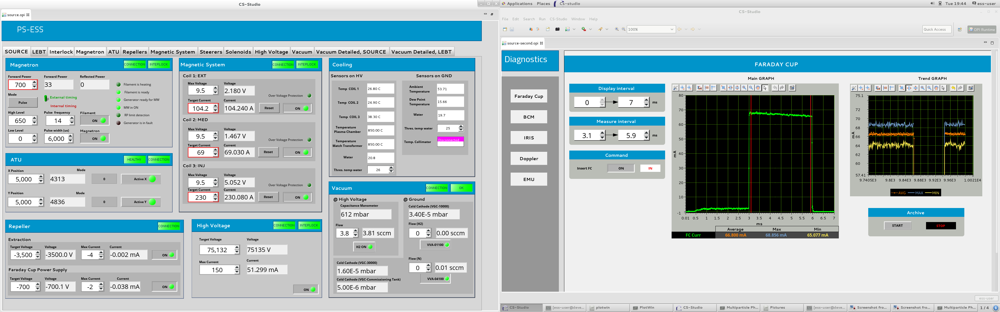 CS-Studio
source.opi
PS-ESS
SOURCE LEBT Interlock Magnetron ATU Repellers Magnetic System Steerers Solenoids High Voltage Vacuum Vacuum Detailed, SOURCE Vacuum Detailed, LEBT
Magnetron CONNECTION INTERLOCK
Forward Power Forward Power Reflected Power
700 33 0
Filament is heating
Mode
Pulse
External timing
Internal timing
Filament is ready
Generator ready for MW
MW in ON
RP limit detection
Generator is in fault
High Level Pulse frequency Filament
650 14 ON
Low Level Pulse width (us) Magnetron
0 6,000 ON
ATU HEALTHY CONNECTION
X Position Mode
5,000 4313 0 Active X
Y Position Mode
5,000 4836 0 Active Y
Repeller CONNECTION
Extraction
Target Voltage Voltage Max Current Current
-3,500 -3500.0 V -4 -0.002 mA ON
Faraday Cup Power Supply
Target Voltage Voltage Max Current Current
-700 -700.1 V -2 -0.038 mA ON
Magnetic System CONNECTION INTERLOCK
Coil 1: EXT
Max Voltage Voltage
9.5 2.180 V Over Voltage Protection
Target Current Current
104.2 104.240 A Reset ON
Coil 2: MED
Max Voltage Voltage
9.5 1.467 V Over Voltage Protection
Target Current Current
69 69.030 A Reset ON
Coil 3: INJ
Max Voltage Voltage
9.5 5.052 V Over Voltage Protection
Target Current Current
230 230.080 A Reset ON
High Voltage CONNECTION INTERLOCK
Target Voltage Voltage
75,132 75135 V
Max Current Current
150 51.299 mA
ON
Cooling
Sensors on HV
Temp COIL 1 26.80 C
Temp COIL 2 24.90 C
Temp COIL 3 38.30 C
Temperature Plasma Chamber 850.00 C
Temperature Match Transformer 850.00 C
Water 20.8
Thres. temp water 26
Sensors on GND
Ambient Temperature 53.71
Dew Point Temperature 15.66
Water 19.7
Thres. temp water 25
Temp. Collimator Disconnected
Vacuum CONNECTION OK
@ High Voltage
Capacitance Manometer
612 mbar
Flow
3.8 3.81 sccm
H2 ON
Cold Cathode (VGC-30000)
1.60E-5 mbar
Cold Cathode (VGC-Commissioning Tank)
5.00E-6 mbar
@ Ground
Cold Cathode (VGC-10000)
3.40E-5 mbar
Flow (H2)
0 0.00 sccm
VVA-01100
Flow (N)
0 0.01 sccm
VVA-04100
Applications Places Cs-studio Tue 19:44 ess-user
CS-Studio
File Edit Search Run CS-Studio Window Help
100% Quick Access OPI Runtime
source-second.opi
Diagnostics
Faraday Cup
BCM
IRIS
Doppler
EMU
FARADAY CUP
Display interval
0 7 ms
Measure interval
3.1 5.9 ms
Command
Insert FC ON IN
Main GRAPH
80
70
60
50
40
30
20
10
-1
mA
0.01 0.5 1 1.5 2 2.5 3 3.5 4 4.5 5 5.5 6 6.5 7
ms
Average Max Min
FC Curr 66.800 mA 68.856 mA 65.077 mA
Trend GRAPH
75.1
72
70
68
66
64
62
60
57.41
mA
9.7405E3 9.8E3 9.84E3 9.88E3 9.92E3 9.96E3 1.0021E4
AVG MAX MIN
Archive
START STOP
ess-user
CS-Studio [ess-user@deve... plotwin PlotWin CS-Studio Multiparticle Ph... Pictures [ess-user@deve... Screenshot fro... Screenshot fro... Multiparticle Ph... 1 / 4 1